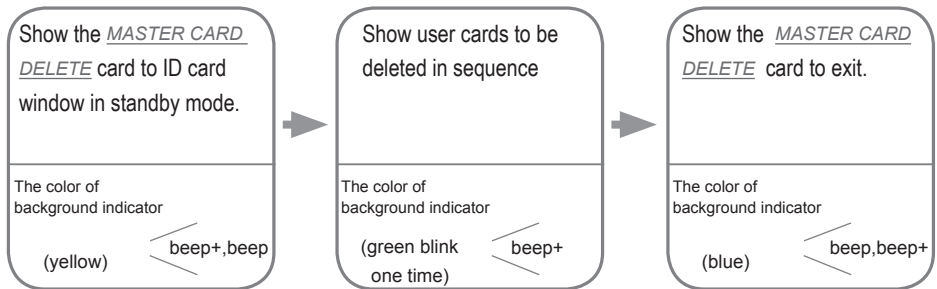 Show the MASTER CARD
DELETE card to ID card
window in standby mode.
The color of
background indicator
(yellow)
beep+,beep
Show user cards to be
deleted in sequence
The color of
background indicator
(green blink
one time)
beep+
Show the MASTER CARD
DELETE card to exit.
The color of
background indicator
(blue)
beep,beep+